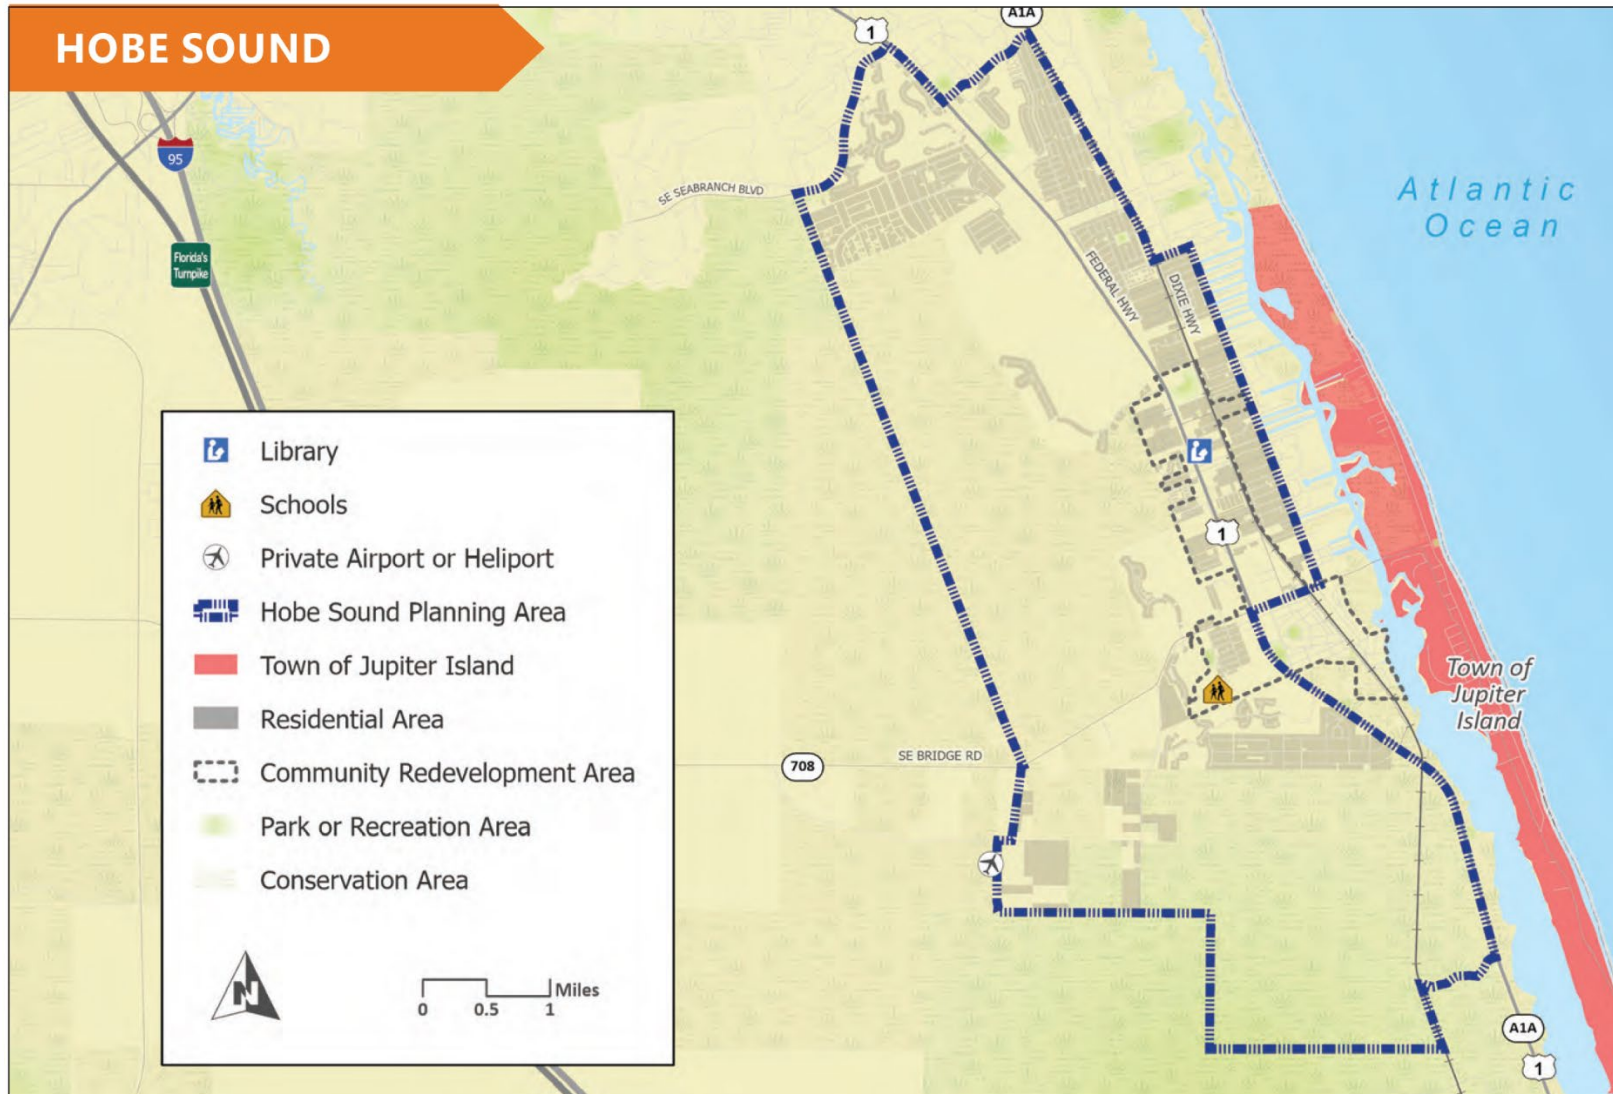 HOBE SOUND
1
A1A
95
Florida's
Turnpike
SE SEABRANCH BLVD
Atlantic
Ocean
FEDERAL HWY
DIXIE HWY
1
Library
Schools
Private Airport or Heliport
Hobe Sound Planning Area
Town of Jupiter Island
Residential Area
Community Redevelopment Area
Park or Recreation Area
Conservation Area
N
Miles
0 0.5 1
Town of
Jupiter
Island
SE BRIDGE RD
708
A1A
1